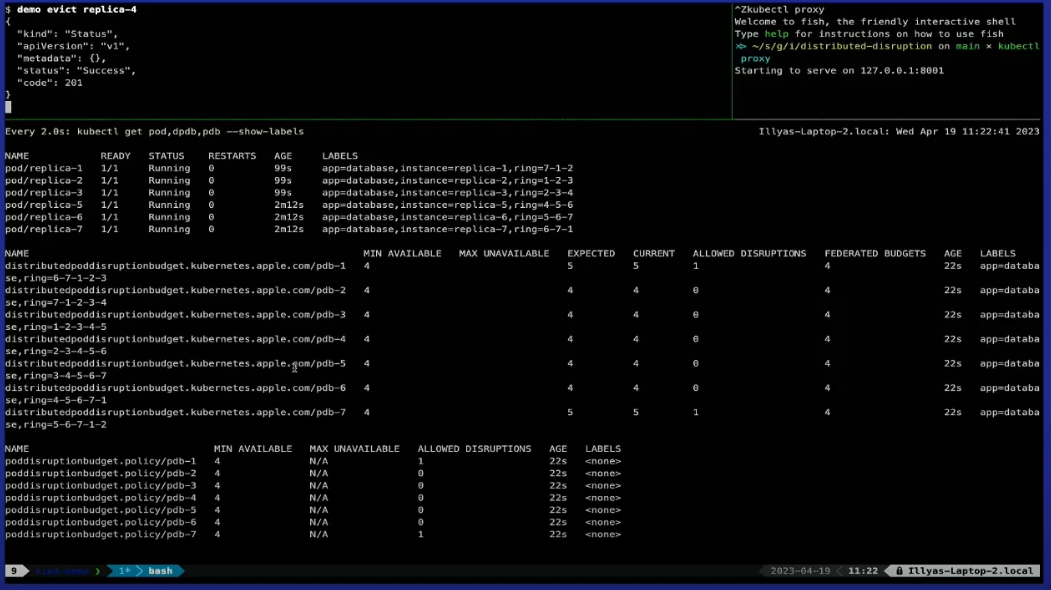 $ demo evict replica-4
{
  "kind": "Status",
  "apiVersion": "v1",
  "metadata": {},
  "status": "Success",
  "code": 201
}
^Zkubectl proxy
Welcome to fish, the friendly interactive shell
Type help for instructions on how to use fish
⋊> ~/s/g/i/distributed-disruption on main × kubectl
 proxy
Starting to serve on 127.0.0.1:8001
Every 2.0s: kubectl get pod,dpdb,pdb --show-labels Illyas-Laptop-2.local: Wed Apr 19 11:22:41 2023
NAME READY STATUS RESTARTS AGE LABELS
pod/replica-1 1/1 Running 0 99s app=database,instance=replica-1,ring=7-1-2
pod/replica-2 1/1 Running 0 99s app=database,instance=replica-2,ring=1-2-3
pod/replica-3 1/1 Running 0 99s app=database,instance=replica-3,ring=2-3-4
pod/replica-5 1/1 Running 0 2m12s app=database,instance=replica-5,ring=4-5-6
pod/replica-6 1/1 Running 0 2m12s app=database,instance=replica-6,ring=5-6-7
pod/replica-7 1/1 Running 0 2m12s app=database,instance=replica-7,ring=6-7-1
NAME MIN AVAILABLE MAX UNAVAILABLE EXPECTED CURRENT ALLOWED DISRUPTIONS FEDERATED BUDGETS AGE LABELS
distributedpoddisruptionbudget.kubernetes.apple.com/pdb-1 4 5 5 1 4 22s app=databa
se,ring=6-7-1-2-3
distributedpoddisruptionbudget.kubernetes.apple.com/pdb-2 4 4 4 0 4 22s app=databa
se,ring=7-1-2-3-4
distributedpoddisruptionbudget.kubernetes.apple.com/pdb-3 4 4 4 0 4 22s app=databa
se,ring=1-2-3-4-5
distributedpoddisruptionbudget.kubernetes.apple.com/pdb-4 4 4 4 0 4 22s app=databa
se,ring=2-3-4-5-6
distributedpoddisruptionbudget.kubernetes.apple.com/pdb-5 4 4 4 0 4 22s app=databa
se,ring=3-4-5-6-7
distributedpoddisruptionbudget.kubernetes.apple.com/pdb-6 4 4 4 0 4 22s app=databa
se,ring=4-5-6-7-1
distributedpoddisruptionbudget.kubernetes.apple.com/pdb-7 4 5 5 1 4 22s app=databa
se,ring=5-6-7-1-2
NAME MIN AVAILABLE MAX UNAVAILABLE ALLOWED DISRUPTIONS AGE LABELS
poddisruptionbudget.policy/pdb-1 4 N/A 1 22s <none>
poddisruptionbudget.policy/pdb-2 4 N/A 0 22s <none>
poddisruptionbudget.policy/pdb-3 4 N/A 0 22s <none>
poddisruptionbudget.policy/pdb-4 4 N/A 0 22s <none>
poddisruptionbudget.policy/pdb-5 4 N/A 0 22s <none>
poddisruptionbudget.policy/pdb-6 4 N/A 0 22s <none>
poddisruptionbudget.policy/pdb-7 4 N/A 1 22s <none>
9 kind-demo 1* bash 2023-04-19 11:22 Illyas-Laptop-2.local